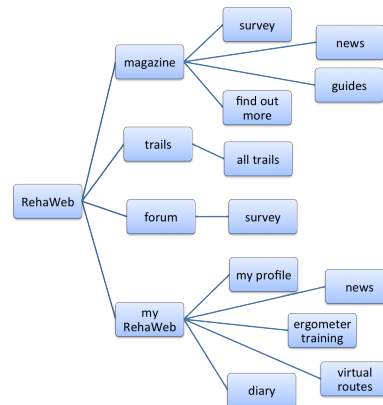 survey
news
magazine
guides
find out
more
trails
all trails
RehaWeb
forum
survey
my profile
news
my
RehaWeb
ergometer
training
virtual
routes
diary